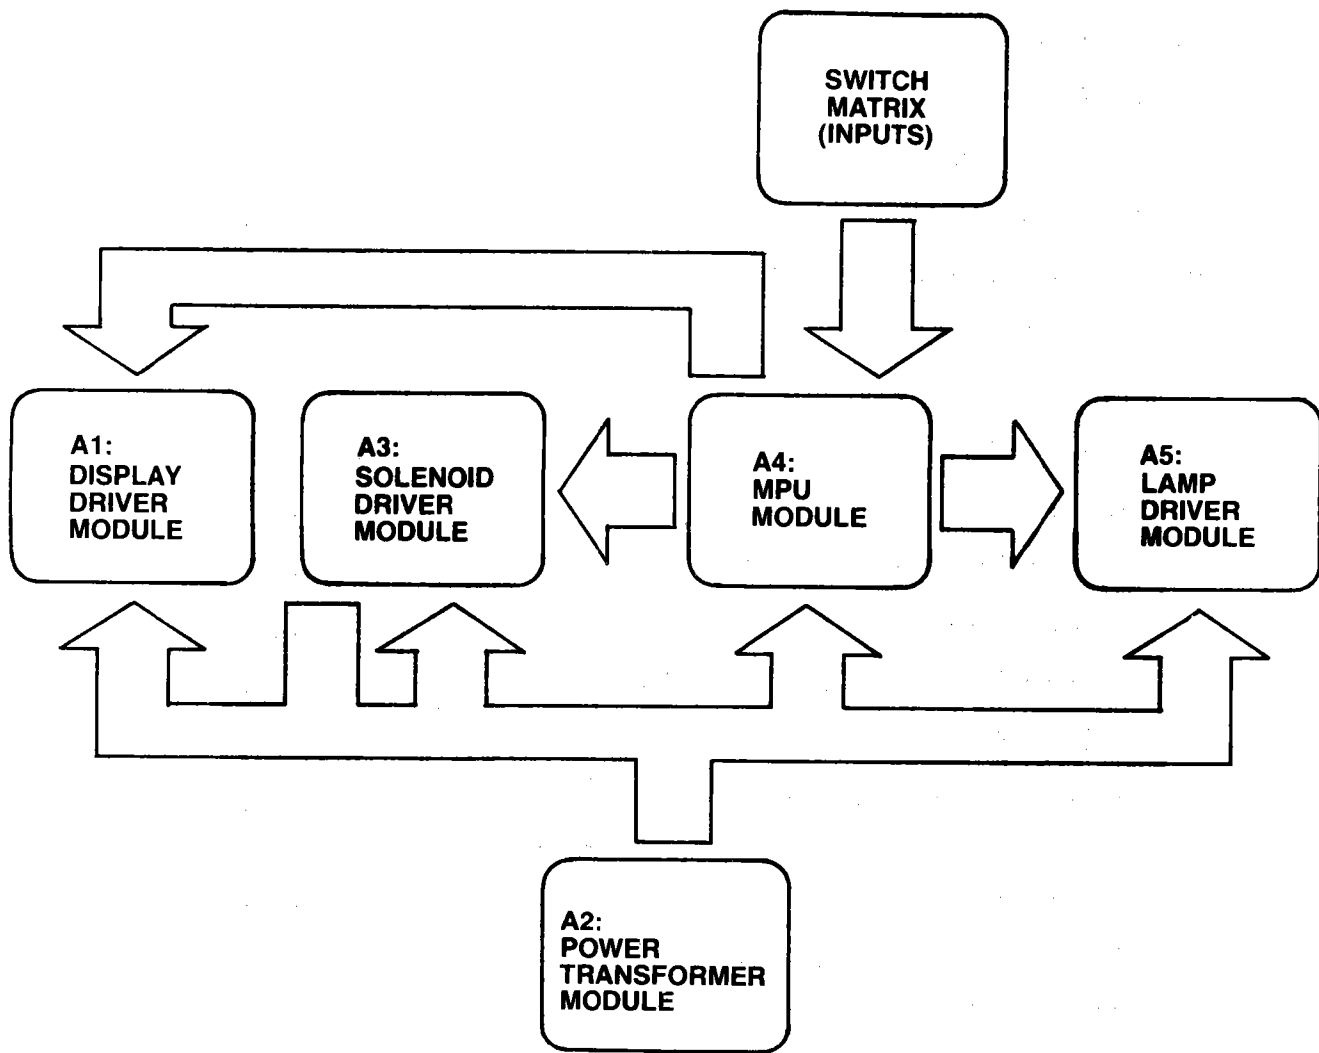 SWITCH
MATRIX
(INPUTS)
A1:
DISPLAY
DRIVER
MODULE
A3:
SOLENOID
DRIVER
MODULE
A4:
MPU
MODULE
A5:
LAMP
DRIVER
MODULE
A2:
POWER
TRANSFORMER
MODULE